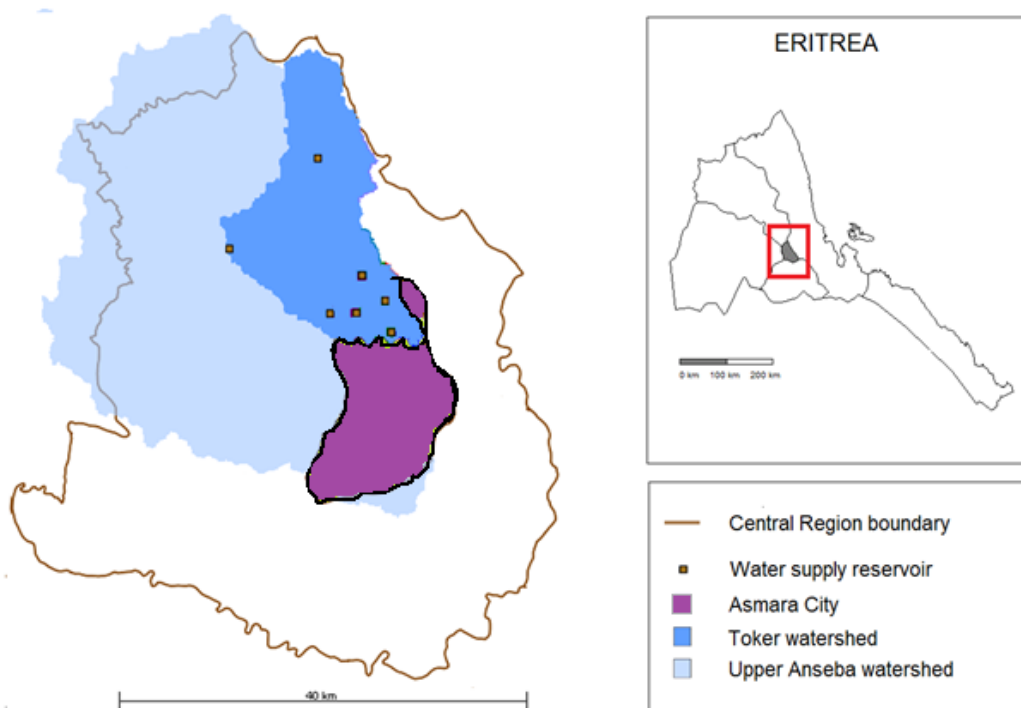 ERITREA
0 km 100 km 200 km
Central Region boundary
Water supply reservoir
Asmara City
Toker watershed
Upper Anseba watershed
40 km